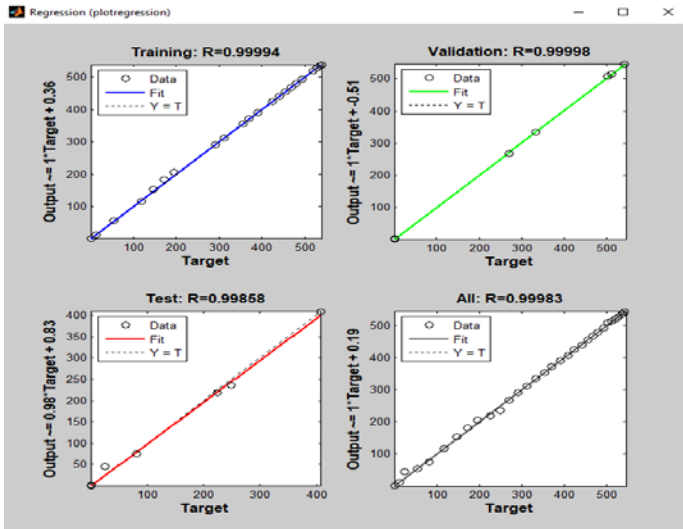 Regression (plotregression)
Training: R=0.99994
Output ~= 1*Target + 0.36
500
400
300
200
100
Data
Fit
Y = T
100 200 300 400 500
Target
Validation: R=0.99998
Output ~= 1*Target + -0.51
500
400
300
200
100
Data
Fit
Y = T
100 200 300 400 500
Target
Test: R=0.99858
Output ~= 0.98*Target + 0.83
400
350
300
250
200
150
100
50
Data
Fit
Y = T
100 200 300 400
Target
All: R=0.99983
Output ~= 1*Target + 0.19
500
400
300
200
100
Data
Fit
Y = T
100 200 300 400 500
Target